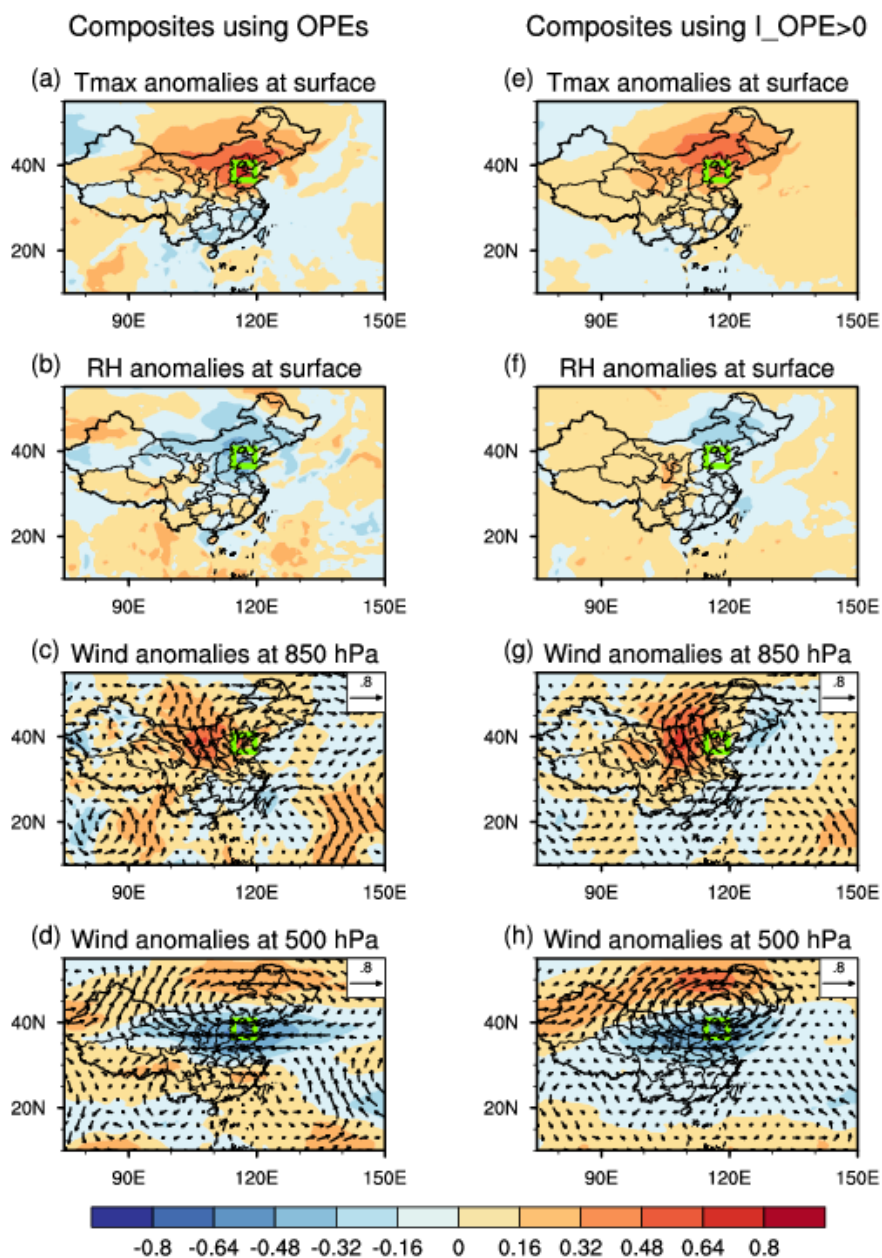 Composites using OPEs
Composites using I_OPE>0
(a) Tmax anomalies at surface
(e) Tmax anomalies at surface
40N
20N
90E 120E 150E
40N
20N
90E 120E 150E
(b) RH anomalies at surface
(f) RH anomalies at surface
40N
20N
90E 120E 150E
40N
20N
90E 120E 150E
(c) Wind anomalies at 850 hPa
(g) Wind anomalies at 850 hPa
.8
.8
40N
20N
90E 120E 150E
40N
20N
90E 120E 150E
(d) Wind anomalies at 500 hPa
(h) Wind anomalies at 500 hPa
.8
.8
40N
20N
90E 120E 150E
40N
20N
90E 120E 150E
-0.8 -0.64 -0.48 -0.32 -0.16 0 0.16 0.32 0.48 0.64 0.8